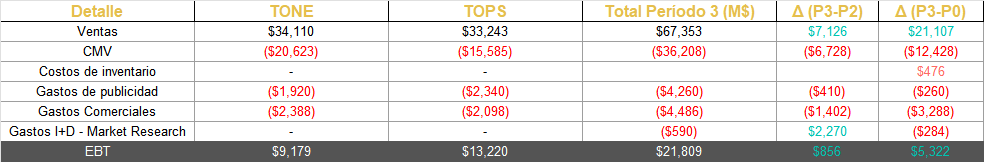 Detalle TONE TOPS Total Período 3 (M$) Δ (P3-P2) Δ (P3-P0)
Ventas $34,110 $33,243 $67,353 $7,126 $21,107
CMV ($20,623) ($15,585) ($36,208) ($6,728) ($12,428)
Costos de inventario - - $476
Gastos de publicidad ($1,920) ($2,340) ($4,260) ($410) ($260)
Gastos Comerciales ($2,388) ($2,098) ($4,486) ($1,402) ($3,288)
Gastos I+D - Market Research - - ($590) $2,270 ($284)
EBT $9,179 $13,220 $21,809 $856 $5,322